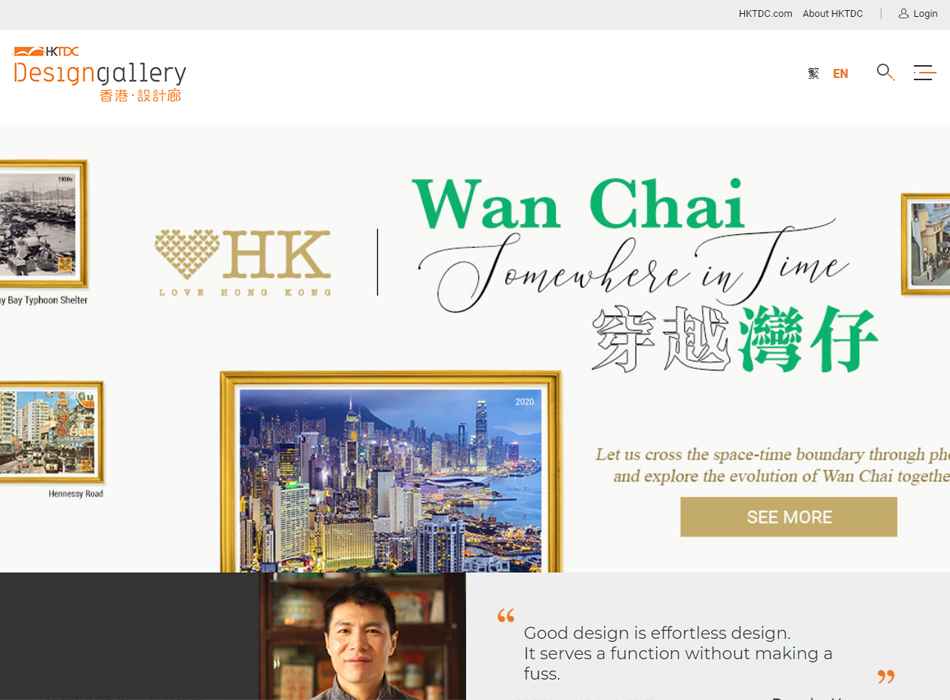 HKTDC.com About HKTDC | Login
HKTDC
Designgallery
香港·設計廊
繁 EN
1950s
Bay Typhoon Shelter
Wan Chai
Somewhere in Time
穿越灣仔
HK
LOVE HONG KONG
Hennessy Road
2020
Let us cross the space-time boundary through
and explore the evolution of Wan Chai
SEE MORE
“
Good design is effortless design.
It serves a function without making a
fuss.
”